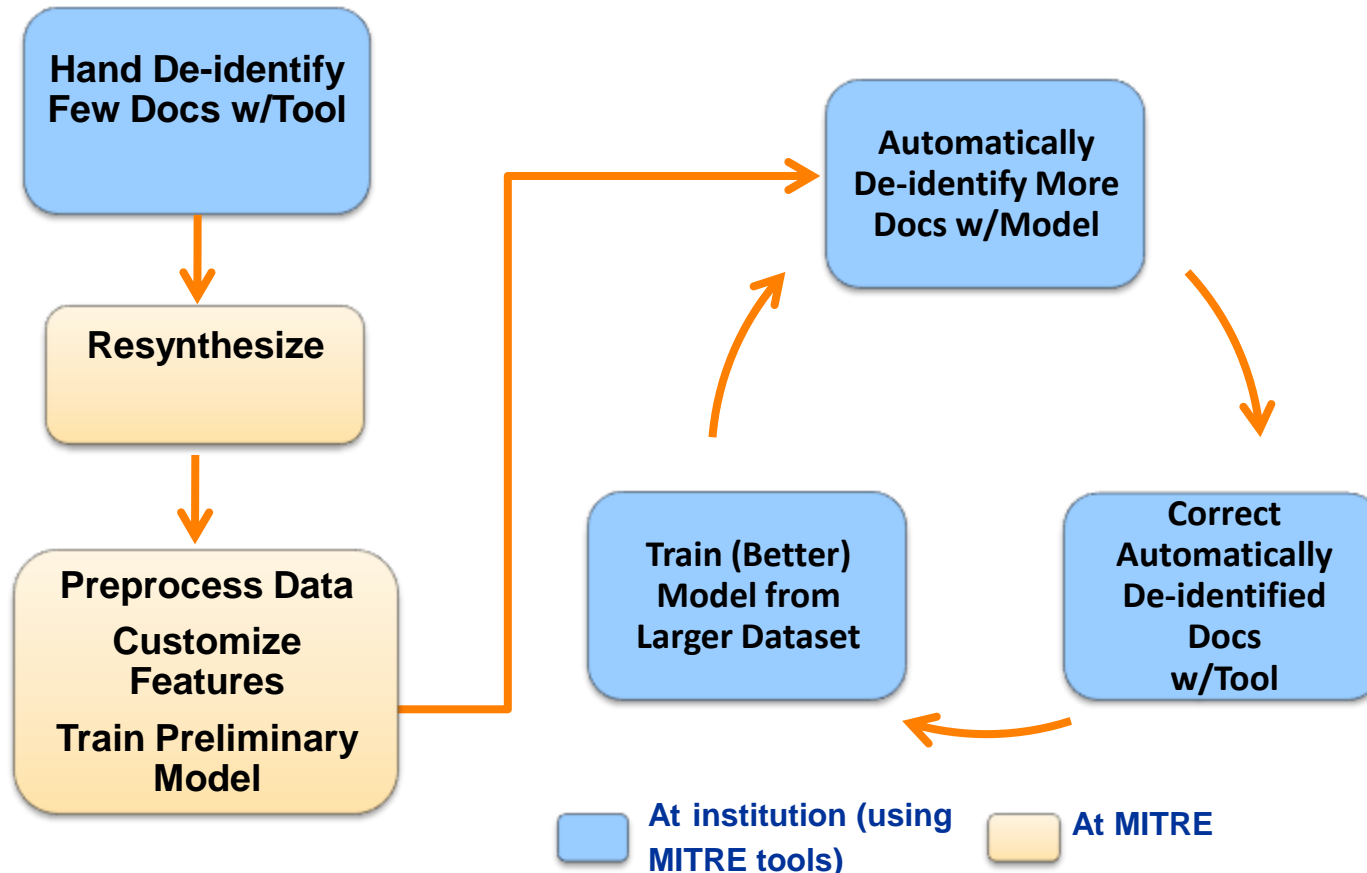 Hand De-identify
Few Docs w/Tool
Resynthesize
Preprocess Data
Customize
Features
Train Preliminary
Model
Automatically
De-identify More
Docs w/Model
Correct
Automatically
De-identified
Docs
w/Tool
Train (Better)
Model from
Larger Dataset
At institution (using
MITRE tools)
At MITRE